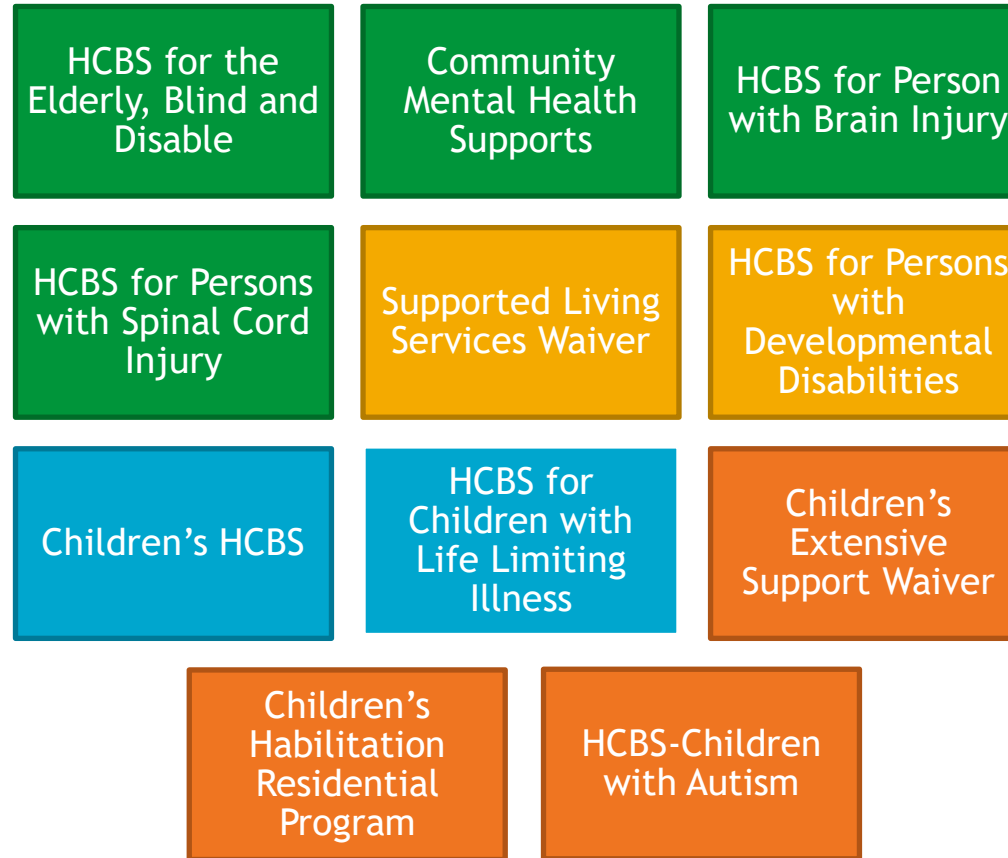 HCBS for the
Elderly, Blind and
Disable
Community
Mental Health
Supports
HCBS for Person
with Brain Injury
HCBS for Persons
with Spinal Cord
Injury
Supported Living
Services Waiver
HCBS for Persons
with
Developmental
Disabilities
Children’s HCBS
HCBS for
Children with
Life Limiting
Illness
Children’s
Extensive
Support Waiver
Children’s
Habilitation
Residential
Program
HCBS-Children
with Autism